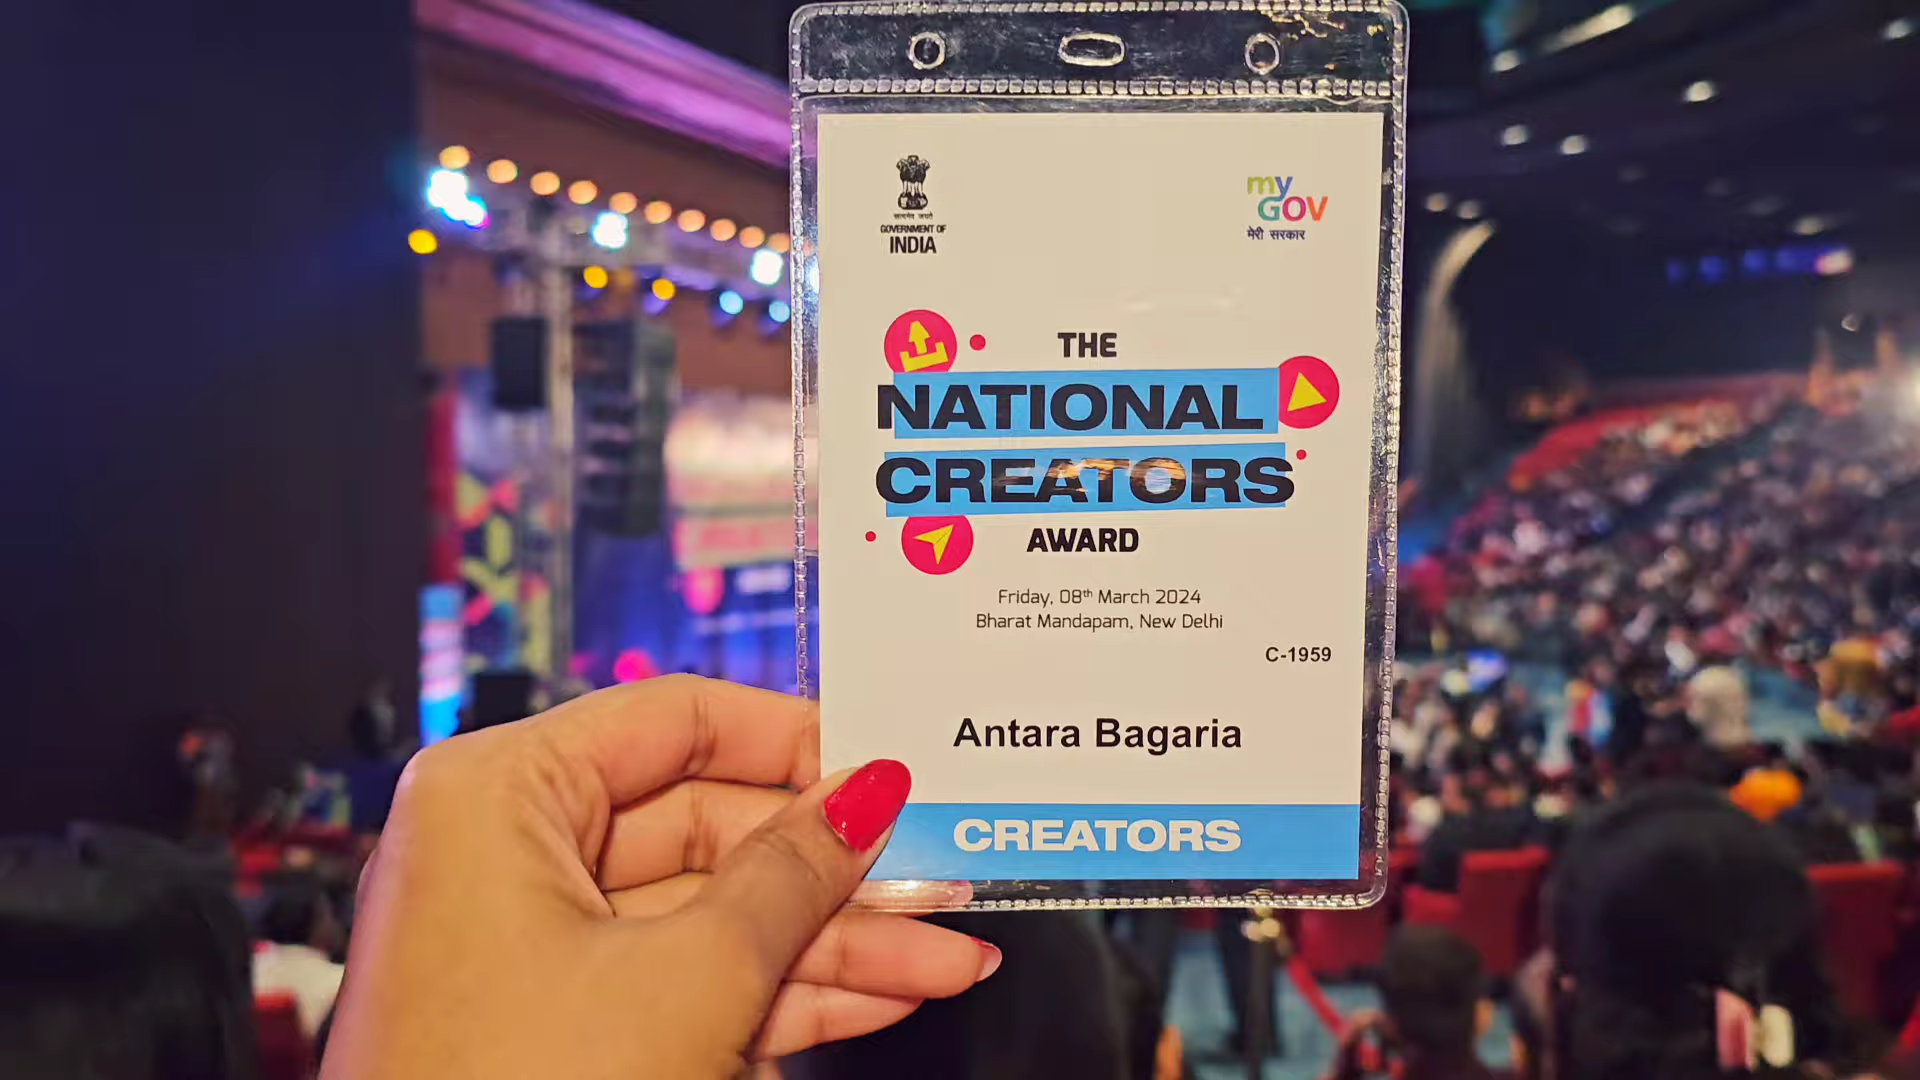 सत्यमेव जयते
GOVERNMENT OF
INDIA
my
GOV
मेरी सरकार
THE
NATIONAL
CREATORS
AWARD
Friday, 08th March 2024
Bharat Mandapam, New Delhi
C-1959
Antara Bagaria
CREATORS